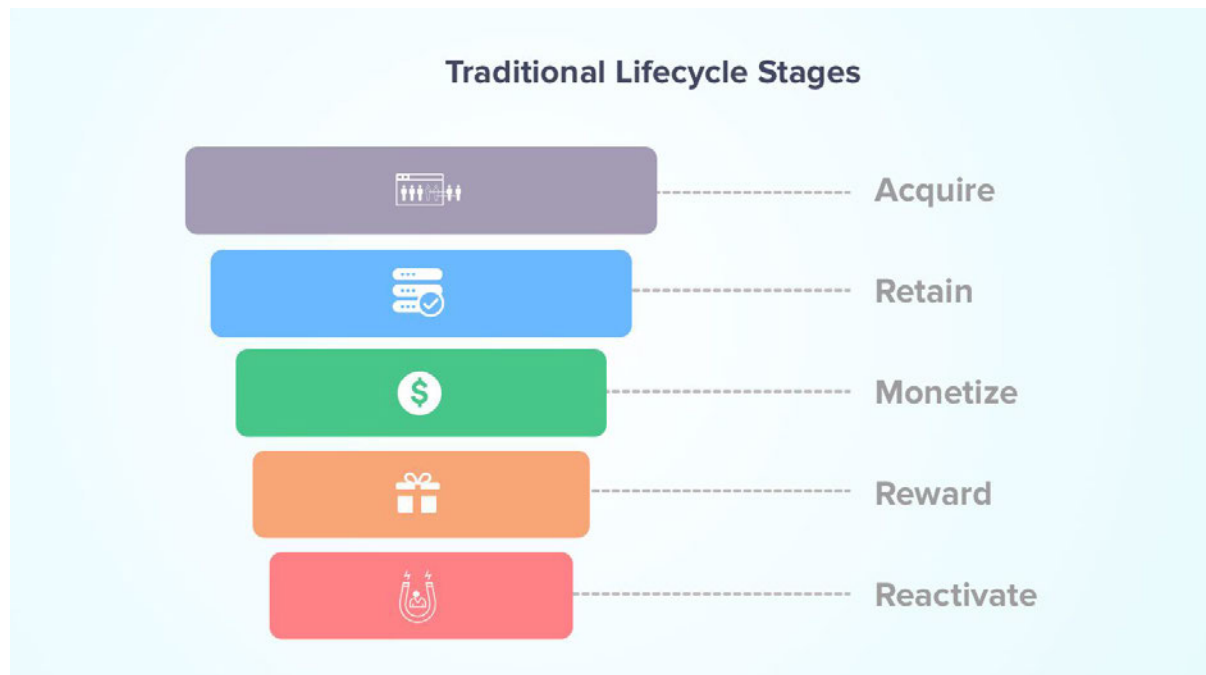 Traditional Lifecycle Stages
Acquire
Retain
Monetize
$
Reward
Reactivate